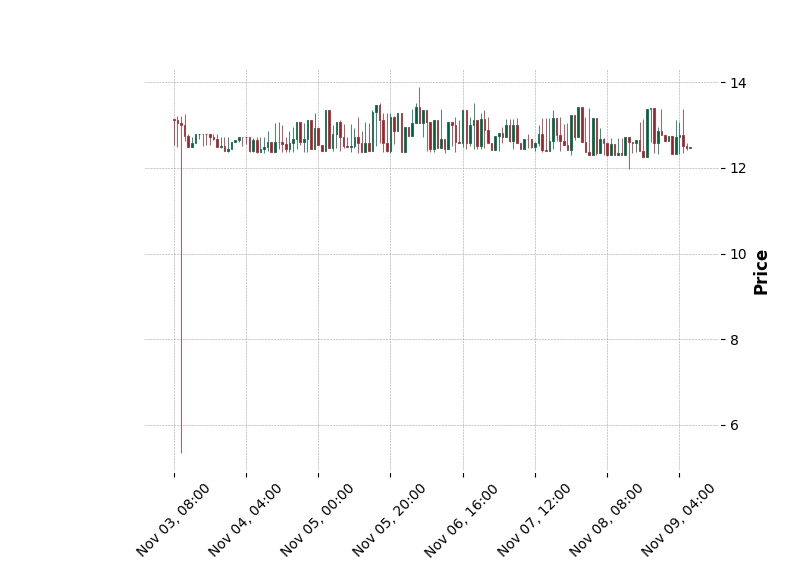 14
12
10
8
6
Price
Nov 03, 08:00
Nov 04, 04:00
Nov 05, 00:00
Nov 05, 20:00
Nov 06, 16:00
Nov 07, 12:00
Nov 08, 08:00
Nov 09, 04:00